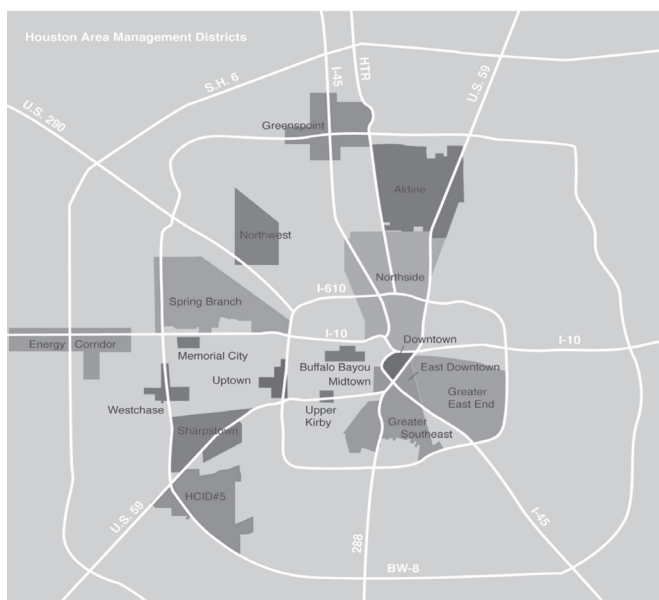 Houston Area Management Districts
I-45
HTR
U.S. 59
S.H. 6
U.S. 290
Greenspoint
Aldine
Northwest
Northside
I-610
Spring Branch
I-10
Downtown
I-10
Energy Corridor
Memorial City
Buffalo Bayou
East Downtown
Uptown
Midtown
Greater
East End
Westchase
Upper
Kirby
Greater
Southeast
Sharpstown
HCID#5
U.S. 59
288
I-45
BW-8